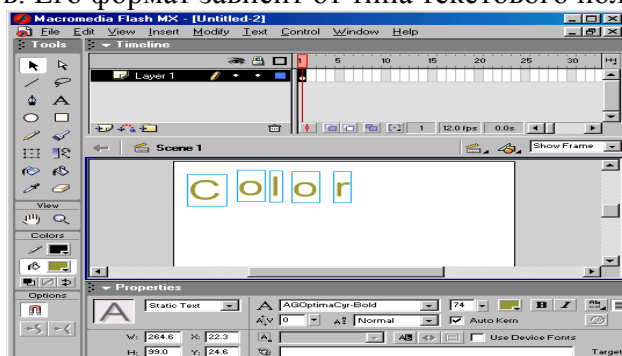 в. Его формат зависит от типа текстового пол
Macromedia Flash MX - [Untitled-2]
File Edit View Insert Modify Text Control Window Help
Tools Timeline
1 5 10 15 20 25 30
Layer 1
1 12.0 fps 0.0s
Scene 1 Show Frame
C o l o r
View
Colors
Properties
Options
Static Text A AGOptimaCyr-Bold 74 B I
A V 0 Normal Auto Kern
W: 264.6 X: 22.3 AB Use Device Fonts
H: 99.0 Y: 24.6 Target